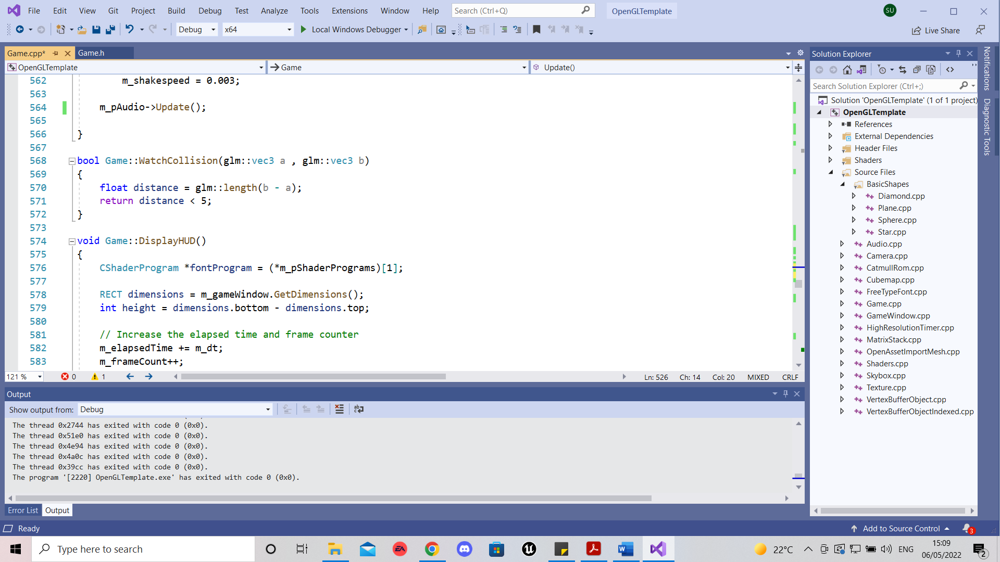 File Edit View Git Project Build Debug Test Analyze Tools Extensions Window Help Search (Ctrl+Q) OpenGLTemplate SU
Debug x64 Local Windows Debugger Live Share
Game.cpp* Game.h
OpenGLTemplate Game Update()
562 m_shakespeed = 0.003;
563
564 m_pAudio->Update();
565
566 }
567
568 bool Game::WatchCollision(glm::vec3 a , glm::vec3 b)
569 {
570 float distance = glm::length(b - a);
571 return distance < 5;
572 }
573
574 void Game::DisplayHUD()
575 {
576 CShaderProgram *fontProgram = (*m_pShaderPrograms)[1];
577
578 RECT dimensions = m_gameWindow.GetDimensions();
579 int height = dimensions.bottom - dimensions.top;
580
581 // Increase the elapsed time and frame counter
582 m_elapsedTime += m_dt;
583 m_frameCount++;
121 % 0 1 Ln: 526 Ch: 14 Col: 20 MIXED CRLF
Output
Show output from: Debug
The thread 0x2744 has exited with code 0 (0x0).
The thread 0x51e0 has exited with code 0 (0x0).
The thread 0x4e94 has exited with code 0 (0x0).
The thread 0x4a0c has exited with code 0 (0x0).
The thread 0x39cc has exited with code 0 (0x0).
The program '[2220] OpenGLTemplate.exe' has exited with code 0 (0x0).
Error List Output
Solution Explorer
Search Solution Explorer (Ctrl+;)
Solution 'OpenGLTemplate' (1 of 1 project)
OpenGLTemplate
References
External Dependencies
Header Files
Shaders
Source Files
BasicShapes
Diamond.cpp
Plane.cpp
Sphere.cpp
Star.cpp
Audio.cpp
Camera.cpp
CatmullRom.cpp
Cubemap.cpp
FreeTypeFont.cpp
Game.cpp
GameWindow.cpp
HighResolutionTimer.cpp
MatrixStack.cpp
OpenAssetImportMesh.cpp
Shaders.cpp
Skybox.cpp
Texture.cpp
VertexBufferObject.cpp
VertexBufferObjectIndexed.cpp
Notifications
Diagnostic Tools
Ready Add to Source Control 3
Type here to search EA 22°C ENG 15:09
06/05/2022 2